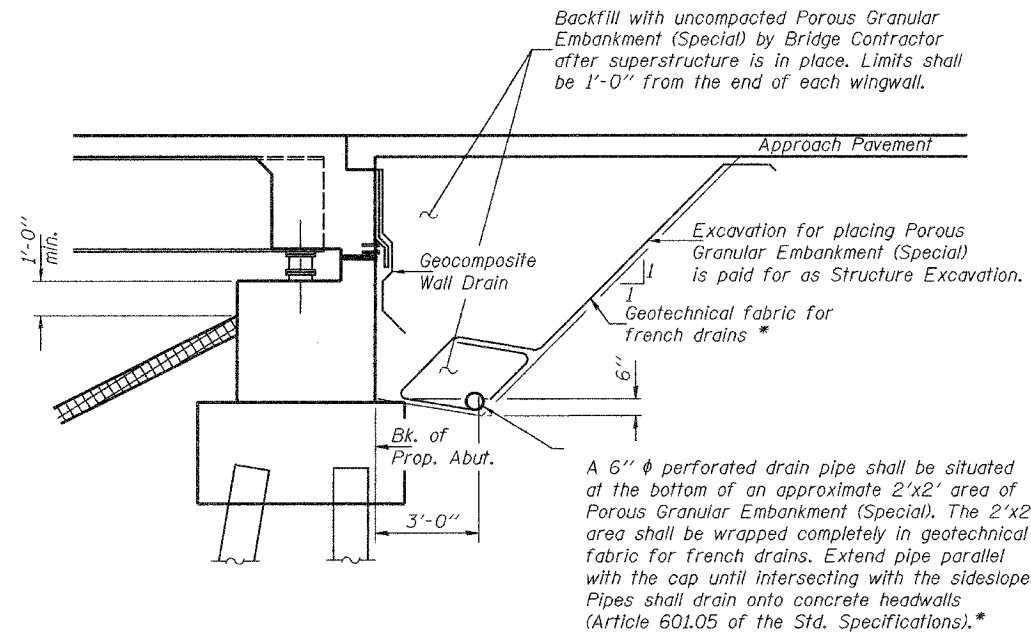 Backfill with uncompacted Porous Granular
Embankment (Special) by Bridge Contractor
after superstructure is in place. Limits shall
be 1'-0" from the end of each wingwall.
Approach Pavement
1'-0"
min.
Geocomposite
Wall Drain
Excavation for placing Porous
Granular Embankment (Special)
is paid for as Structure Excavation.
1
1
Geotechnical fabric for
french drains *
6"
Bk. of
Prop. Abut.
3'-0"
A 6" ϕ perforated drain pipe shall be situated
at the bottom of an approximate 2'x2' area of
Porous Granular Embankment (Special). The 2'x2
area shall be wrapped completely in geotechnical
fabric for french drains. Extend pipe parallel
with the cap until intersecting with the sideslope
Pipes shall drain onto concrete headwalls
(Article 601.05 of the Std. Specifications).*